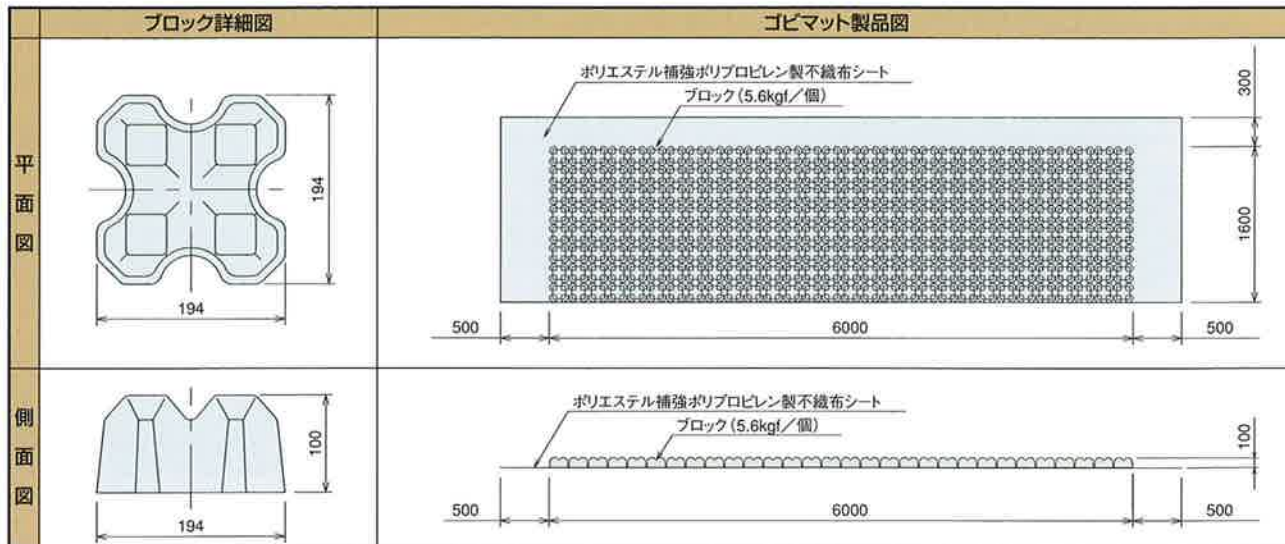 ブロック詳細図
ゴビマット製品図
平面図
194
194
ポリエステル補強ポリプロピレン製不織布シート
ブロック(5.6kgf/個)
300
1600
500
6000
500
側面図
100
194
ポリエステル補強ポリプロピレン製不織布シート
ブロック(5.6kgf/個)
100
500
6000
500